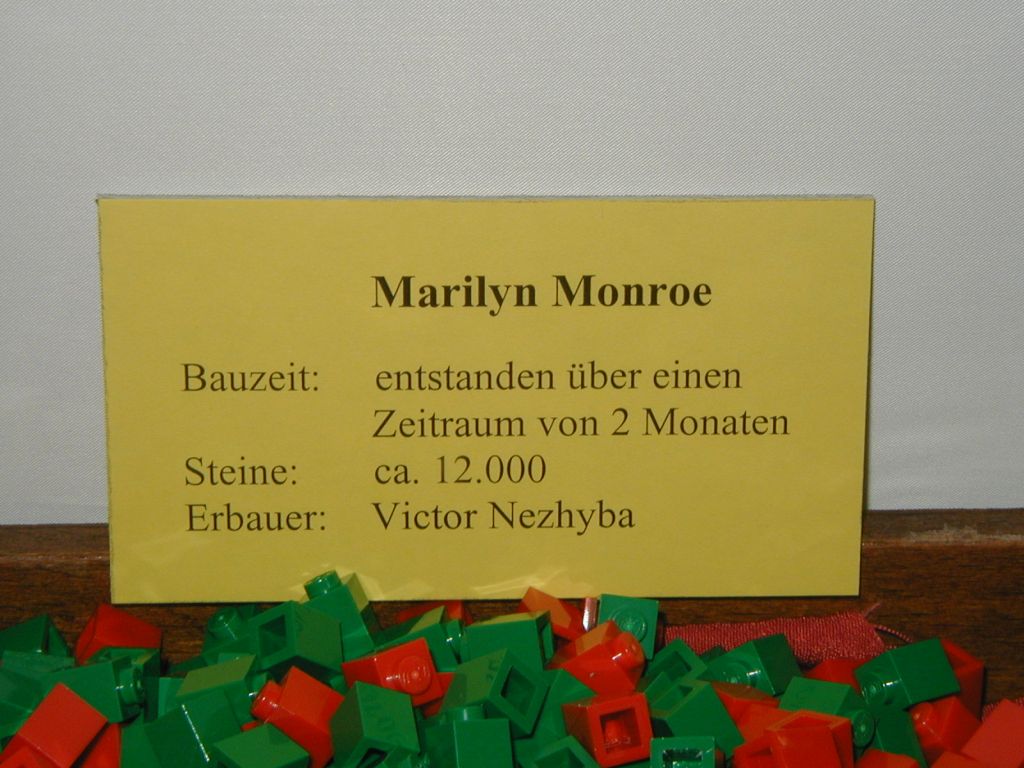 Marilyn Monroe
Bauzeit: entstanden über einen
Zeitraum von 2 Monaten
Steine: ca. 12.000
Erbauer: Victor Nezhyba